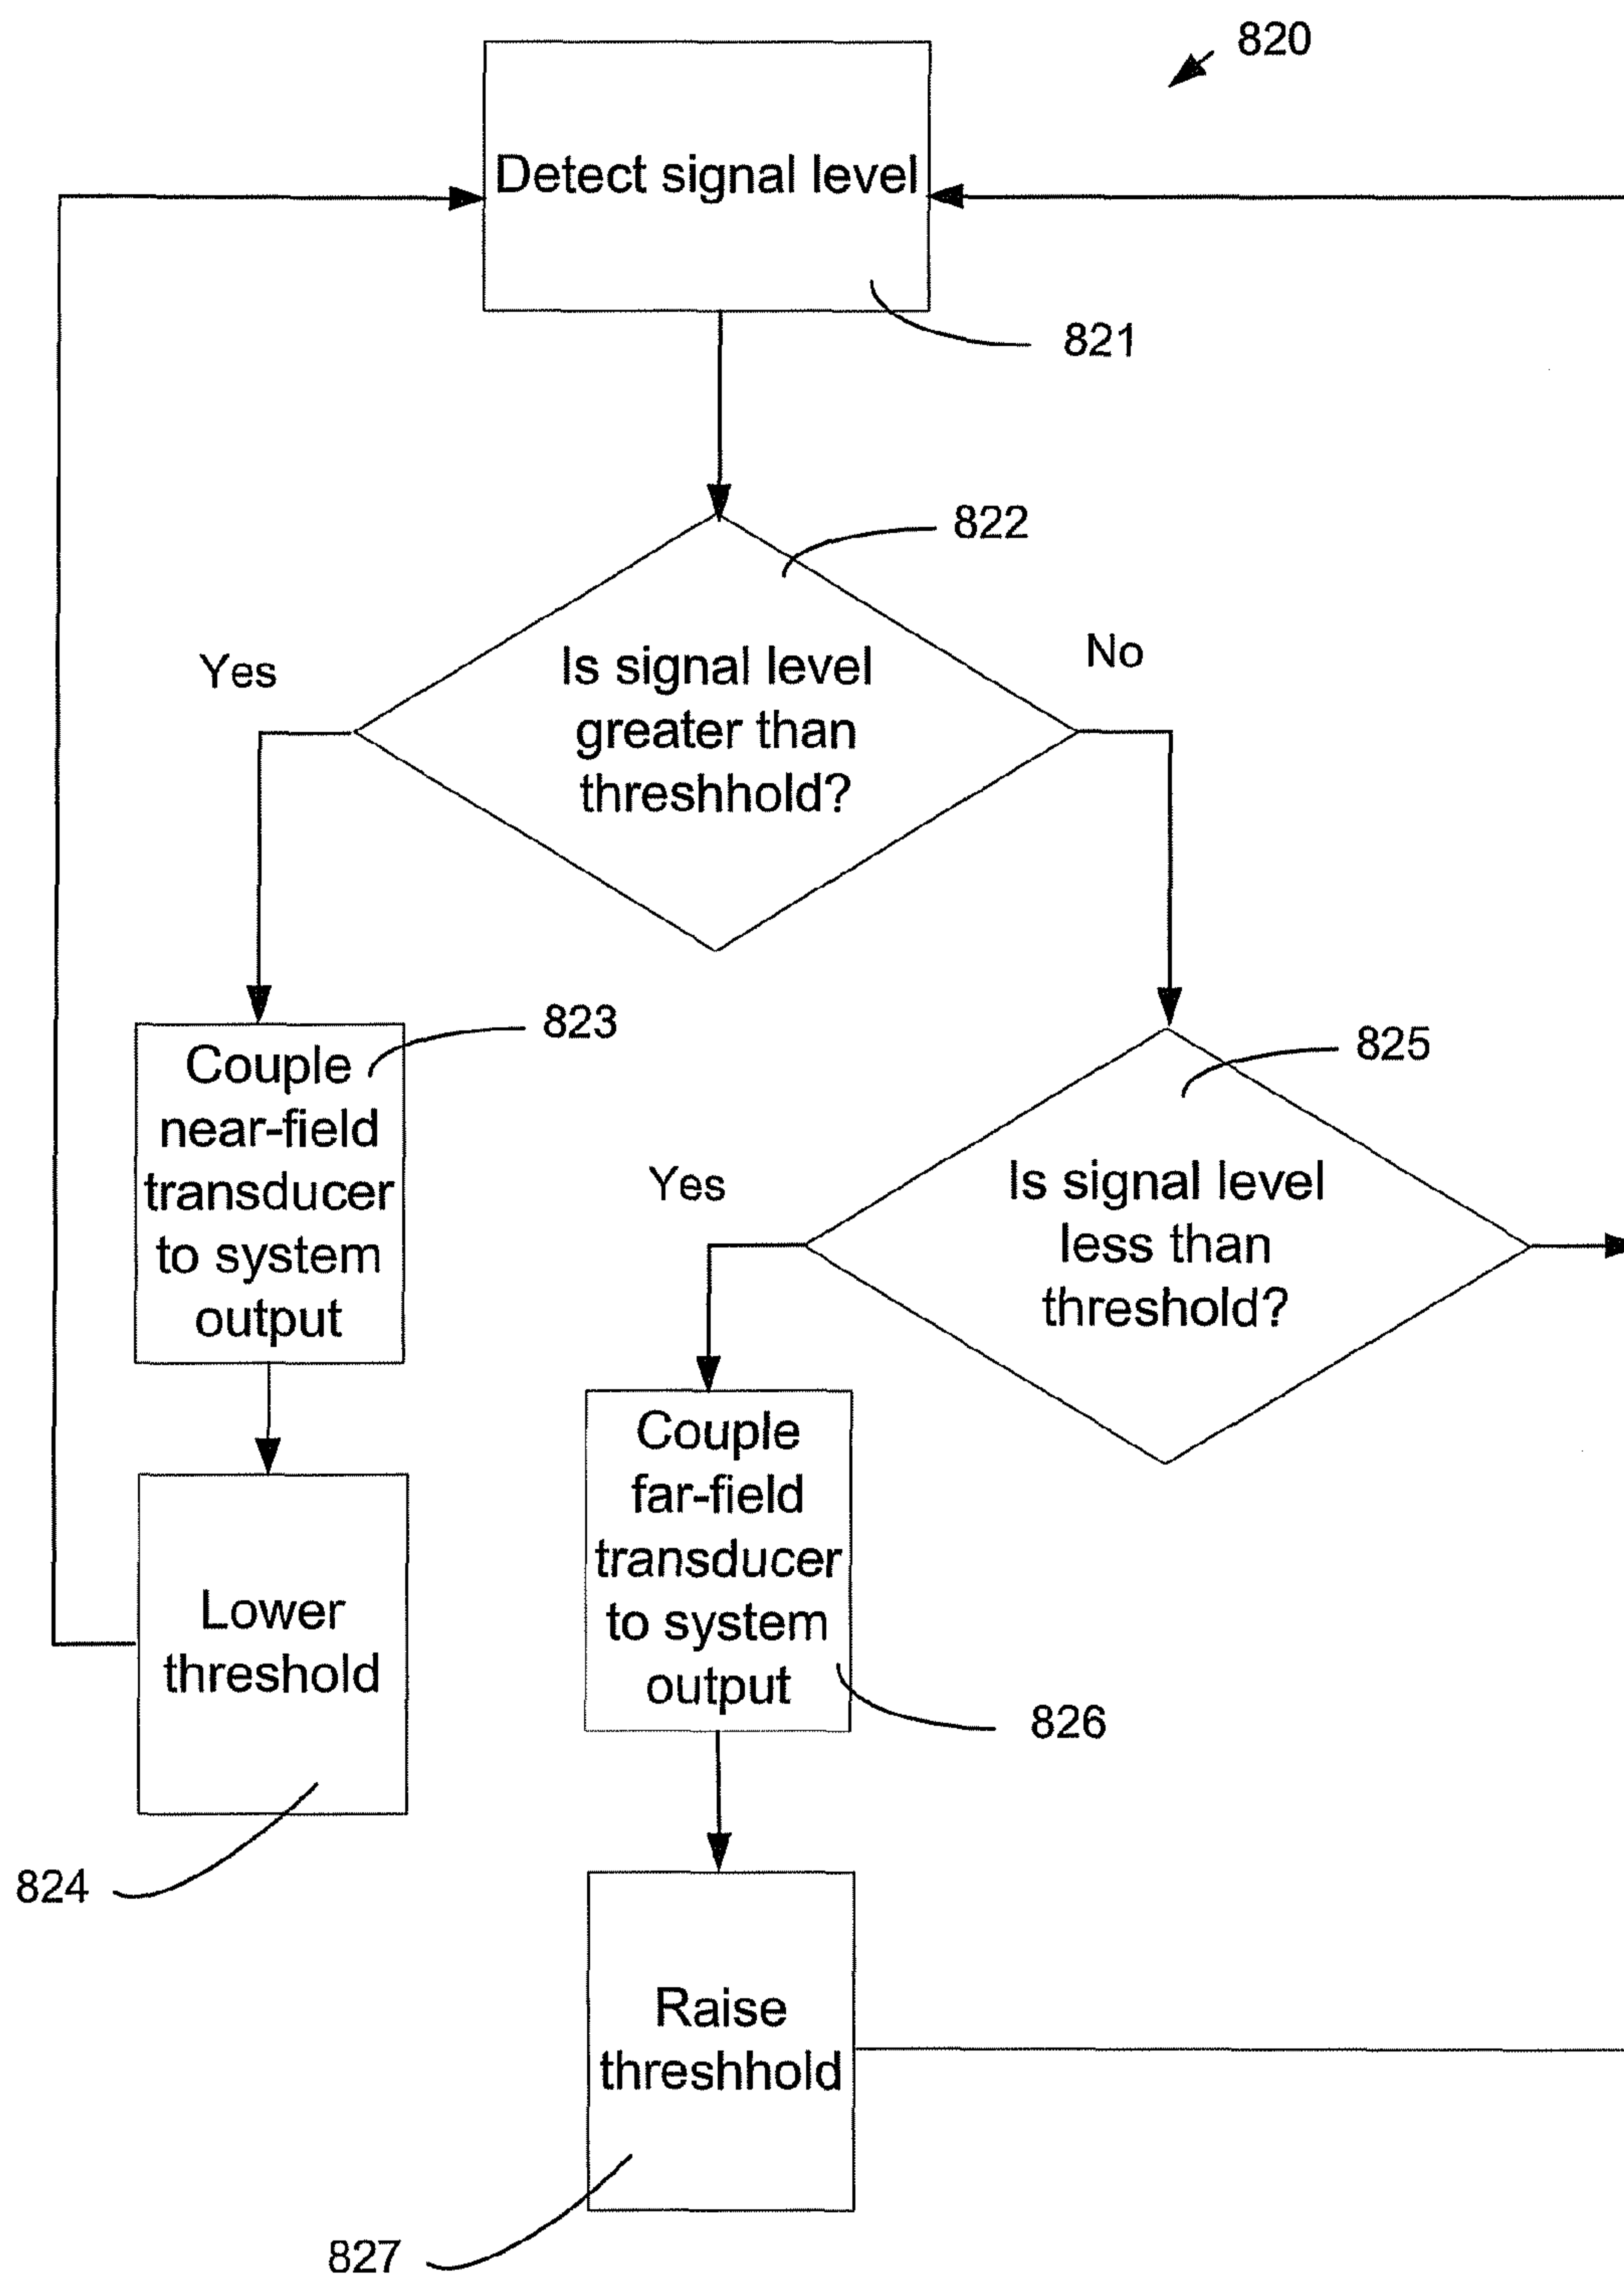 820
Detect signal level
821
822
Yes
No
Is signal level
greater than
threshhold?
823
Couple
near-field
transducer
to system
output
825
Yes
Is signal level
less than
threshold?
Couple
far-field
transducer
to system
output
826
Lower
threshold
824
Raise
threshhold
827